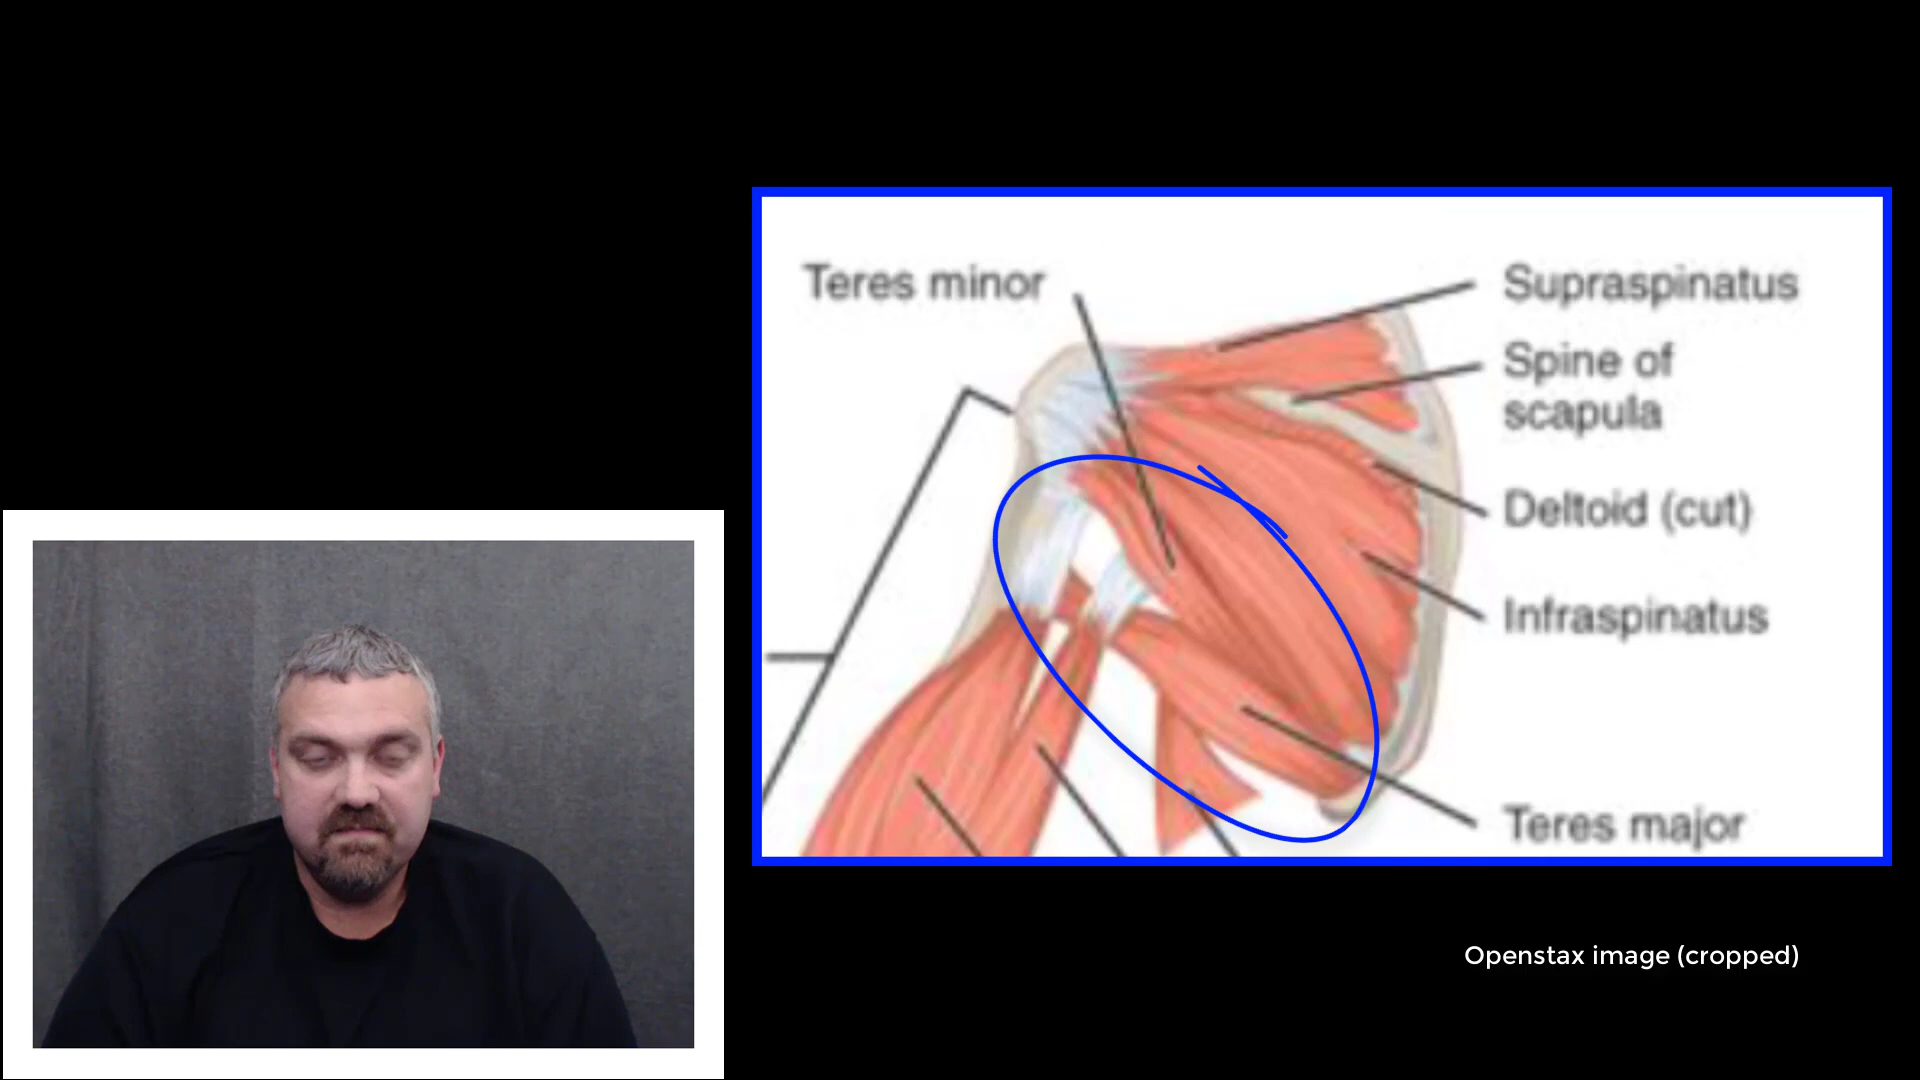 Teres minor
Supraspinatus
Spine of
scapula
Deltoid (cut)
Infraspinatus
Teres major
Openstax image (cropped)